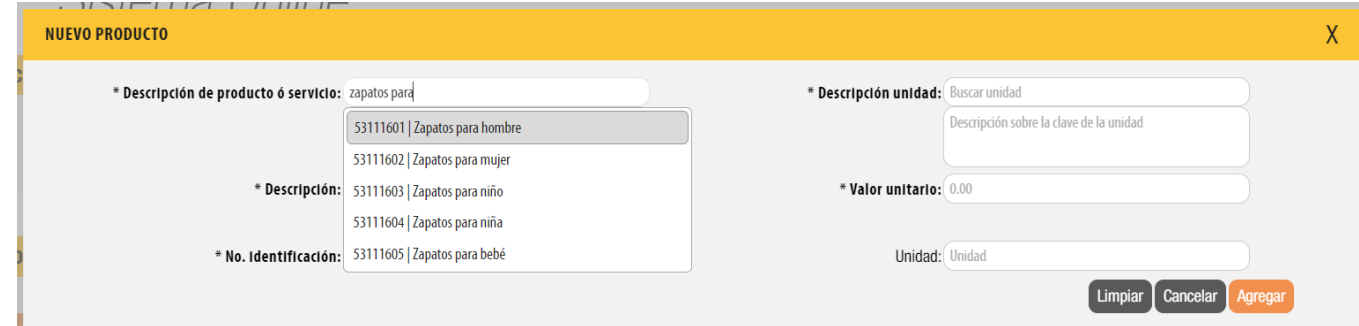 Sistema Online
NUEVO PRODUCTO X
* Descripción de producto ó servicio: zapatos para
53111601 | Zapatos para hombre
53111602 | Zapatos para mujer
53111603 | Zapatos para niño
53111604 | Zapatos para niña
53111605 | Zapatos para bebé
* Descripción:
* No. identificación:
* Descripción unidad: Buscar unidad
Descripción sobre la clave de la unidad
* Valor unitario: 0.00
Unidad: Unidad
Limpiar Cancelar Agregar